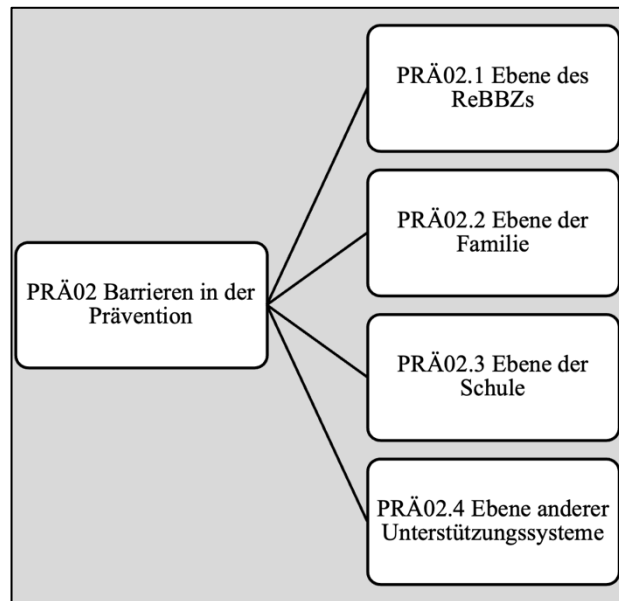 PRÄ02 Barrieren in der
Prävention
PRÄ02.1 Ebene des
ReBBZs
PRÄ02.2 Ebene der
Familie
PRÄ02.3 Ebene der
Schule
PRÄ02.4 Ebene anderer
Unterstützungssysteme